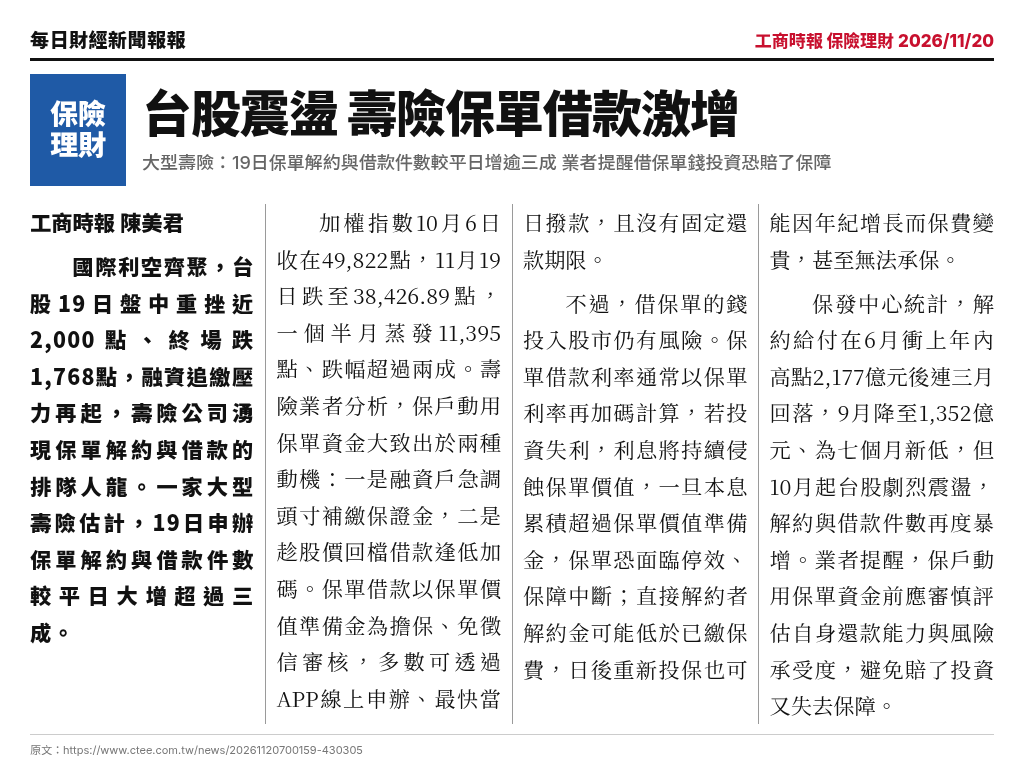 每日財經新聞報報
工商時報 保險理財 2026/11/20
保險
理財
台股震盪 壽險保單借款激增
大型壽險：19日保單解約與借款件數較平日增逾三成 業者提醒借保單錢投資恐賠了保障
工商時報 陳美君
國際利空齊聚，台
股19日盤中重挫近
2,000點、終場跌
1,768點，融資追繳壓
力再起，壽險公司湧
現保單解約與借款的
排隊人龍。一家大型
壽險估計，19日申辦
保單解約與借款件數
較平日大增超過三
成。
加權指數10月6日
收在49,822點，11月19
日跌至38,426.89點，
一個半月蒸發11,395
點、跌幅超過兩成。壽
險業者分析，保戶動用
保單資金大致出於兩種
動機：一是融資戶急調
頭寸補繳保證金，二是
趁股價回檔借款逢低加
碼。保單借款以保單價
值準備金為擔保、免徵
信審核，多數可透過
APP線上申辦、最快當
日撥款，且沒有固定還
款期限。
不過，借保單的錢
投入股市仍有風險。保
單借款利率通常以保單
利率再加碼計算，若投
資失利，利息將持續侵
蝕保單價值，一旦本息
累積超過保單價值準備
金，保單恐面臨停效、
保障中斷；直接解約者
解約金可能低於已繳保
費，日後重新投保也可
能因年紀增長而保費變
貴，甚至無法承保。
保發中心統計，解
約給付在6月衝上年內
高點2,177億元後連三月
回落，9月降至1,352億
元、為七個月新低，但
10月起台股劇烈震盪，
解約與借款件數再度暴
增。業者提醒，保戶動
用保單資金前應審慎評
估自身還款能力與風險
承受度，避免賠了投資
又失去保障。
原文：https://www.ctee.com.tw/news/20261120700159-430305